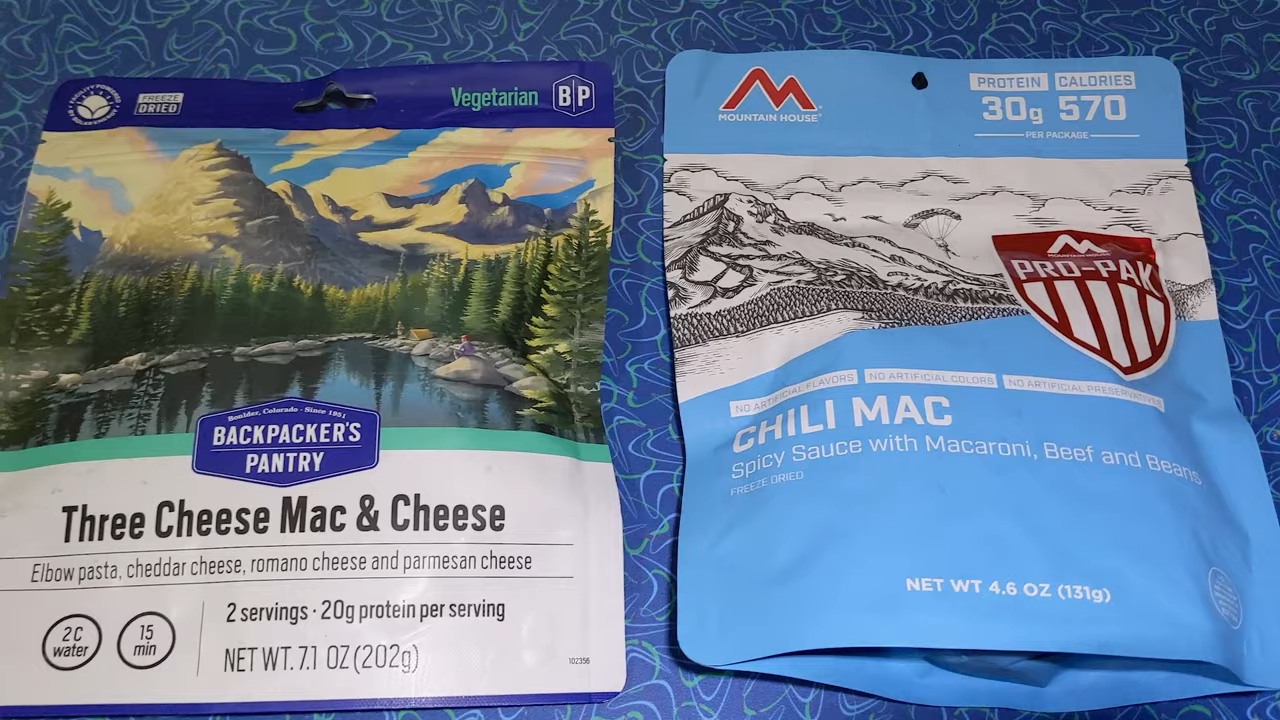 FREEZE
DRIED
Vegetarian
B P
Boulder, Colorado - Since 1951
BACKPACKER'S
PANTRY
Three Cheese Mac & Cheese
Elbow pasta, cheddar cheese, romano cheese and parmesan cheese
2 C
water
15
min
2 servings · 20g protein per serving
NET WT. 7.1 OZ (202g)
102356
MOUNTAIN HOUSE
PROTEIN CALORIES
30g 570
PER PACKAGE
MOUNTAIN HOUSE
PRO-PAK
NO ARTIFICIAL FLAVORS NO ARTIFICIAL COLORS NO ARTIFICIAL PRESERVATIVES
CHILI MAC
Spicy Sauce with Macaroni, Beef and Beans
FREEZE DRIED
NET WT 4.6 OZ (131g)